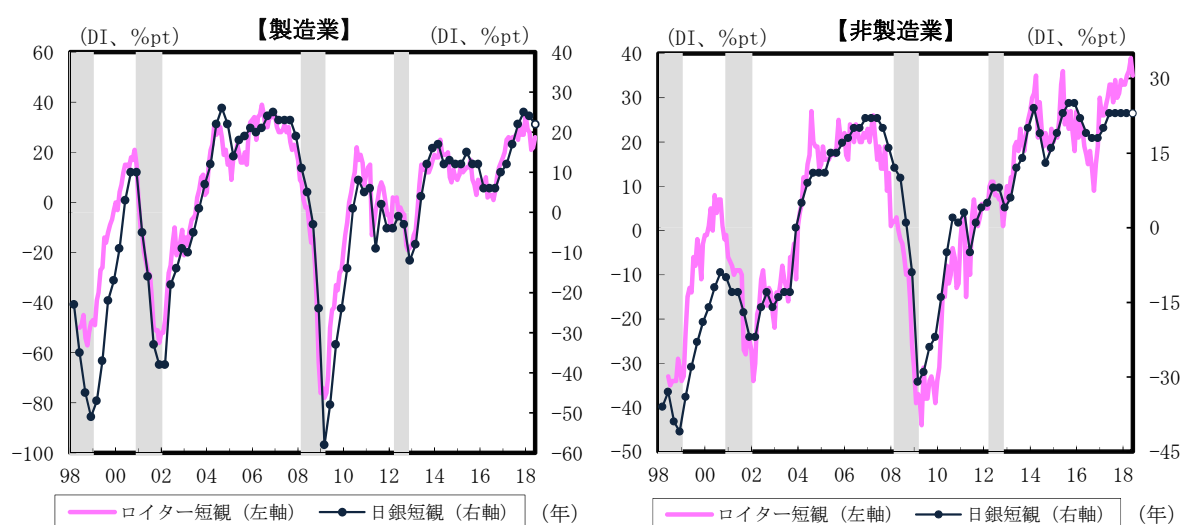 【製造業】
(DI、%pt) (DI、%pt)
60 40 20 0 -20 -40 -60 -80 -100
40 30 20 10 0 -10 -20 -30 -40 -50 -60
98 00 02 04 06 08 10 12 14 16 18
ロイター短観（左軸） 日銀短観（右軸） （年）
【非製造業】
(DI、%pt) (DI、%pt)
40 30 20 10 0 -10 -20 -30 -40 -50
30 15 0 -15 -30 -45
98 00 02 04 06 08 10 12 14 16 18
ロイター短観（左軸） 日銀短観（右軸） （年）